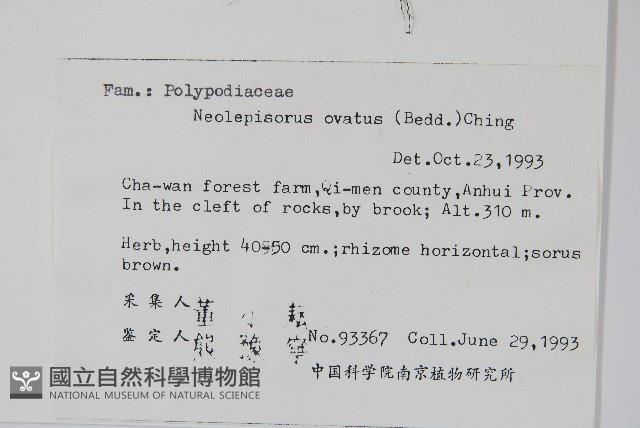 Fam.: Polypodiaceae
Neolepisorus ovatus (Bedd.)Ching
Det.Oct.23,1993
Cha-wan forest farm,Qi-men county,Anhui Prov.
In the cleft of rocks,by brook; Alt.310 m.
Herb,height 40-50 cm.;rhizome horizontal;sorus
brown.
采集人
鉴定人 No.93367 Coll.June 29,1993
中国科学院南京植物研究所
國立自然科學博物館
NATIONAL MUSEUM OF NATURAL SCIENCE